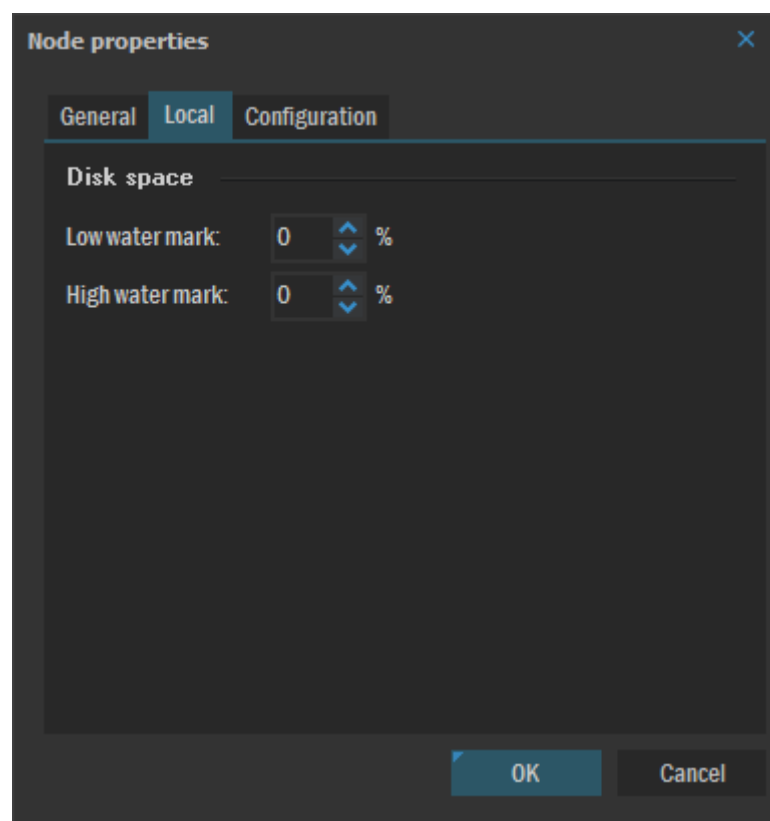 Node properties
General Local Configuration
Disk space
Low water mark: 0 %
High water mark: 0 %
OK Cancel